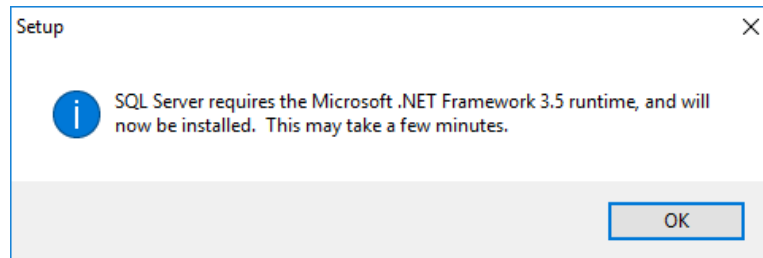 Setup
SQL Server requires the Microsoft .NET Framework 3.5 runtime, and will
now be installed.  This may take a few minutes.
OK